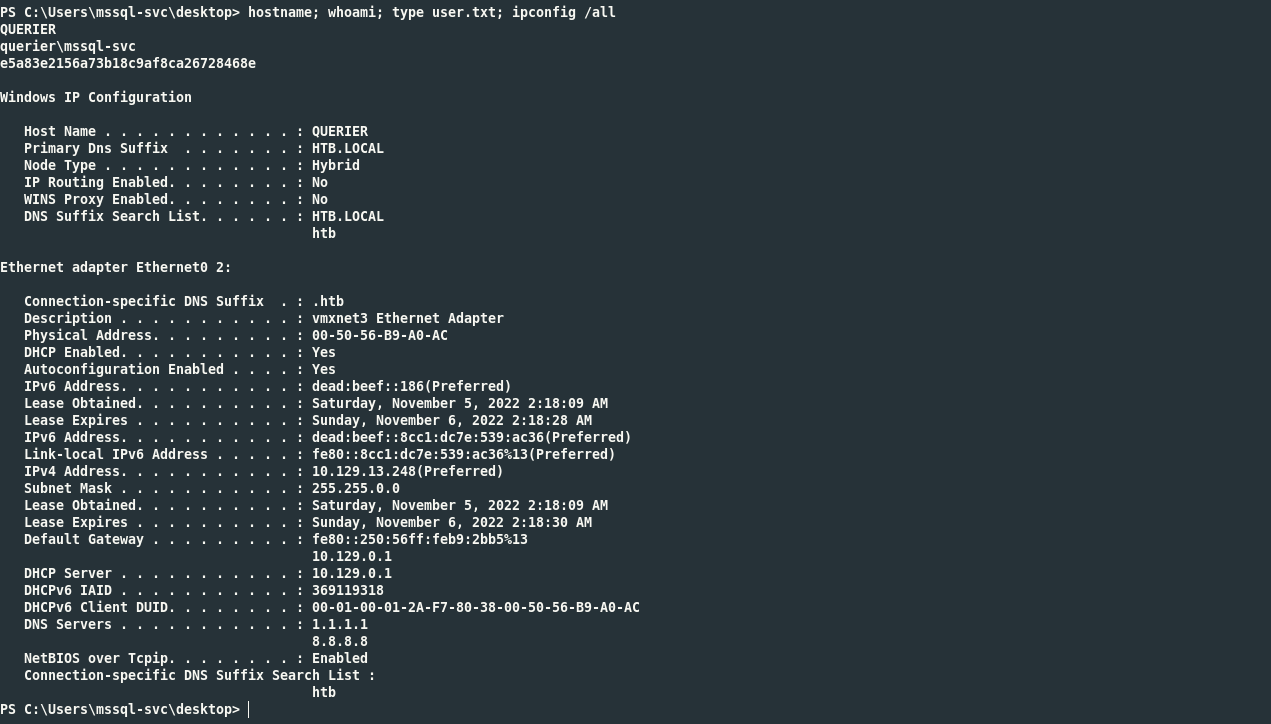 PS C:\Users\mssql-svc\desktop> hostname; whoami; type user.txt; ipconfig /all
QUERIER
querier\mssql-svc
e5a83e2156a73b18c9af8ca26728468e
Windows IP Configuration
Host Name . . . . . . . . . . . . : QUERIER
Primary Dns Suffix  . . . . . . . : HTB.LOCAL
Node Type . . . . . . . . . . . . : Hybrid
IP Routing Enabled. . . . . . . . : No
WINS Proxy Enabled. . . . . . . . : No
DNS Suffix Search List. . . . . . : HTB.LOCAL
htb
Ethernet adapter Ethernet0 2:
Connection-specific DNS Suffix  . : .htb
Description . . . . . . . . . . . : vmxnet3 Ethernet Adapter
Physical Address. . . . . . . . . : 00-50-56-B9-A0-AC
DHCP Enabled. . . . . . . . . . . : Yes
Autoconfiguration Enabled . . . . : Yes
IPv6 Address. . . . . . . . . . . : dead:beef::186(Preferred)
Lease Obtained. . . . . . . . . . : Saturday, November 5, 2022 2:18:09 AM
Lease Expires . . . . . . . . . . : Sunday, November 6, 2022 2:18:28 AM
IPv6 Address. . . . . . . . . . . : dead:beef::8cc1:dc7e:539:ac36(Preferred)
Link-local IPv6 Address . . . . . : fe80::8cc1:dc7e:539:ac36%13(Preferred)
IPv4 Address. . . . . . . . . . . : 10.129.13.248(Preferred)
Subnet Mask . . . . . . . . . . . : 255.255.0.0
Lease Obtained. . . . . . . . . . : Saturday, November 5, 2022 2:18:09 AM
Lease Expires . . . . . . . . . . : Sunday, November 6, 2022 2:18:30 AM
Default Gateway . . . . . . . . . : fe80::250:56ff:feb9:2bb5%13
10.129.0.1
DHCP Server . . . . . . . . . . . : 10.129.0.1
DHCPv6 IAID . . . . . . . . . . . : 369119318
DHCPv6 Client DUID. . . . . . . . : 00-01-00-01-2A-F7-80-38-00-50-56-B9-A0-AC
DNS Servers . . . . . . . . . . . : 1.1.1.1
8.8.8.8
NetBIOS over Tcpip. . . . . . . . : Enabled
Connection-specific DNS Suffix Search List :
htb
PS C:\Users\mssql-svc\desktop>